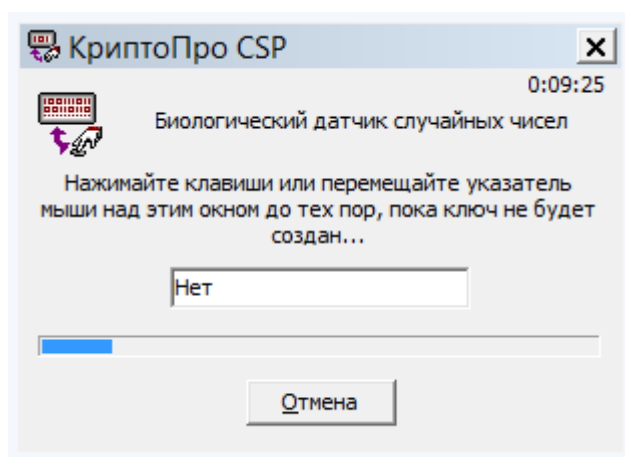 КриптоПро CSP
0:09:25
Биологический датчик случайных чисел
Нажимайте клавиши или перемещайте указатель
мыши над этим окном до тех пор, пока ключ не будет
создан...
Нет
Отмена